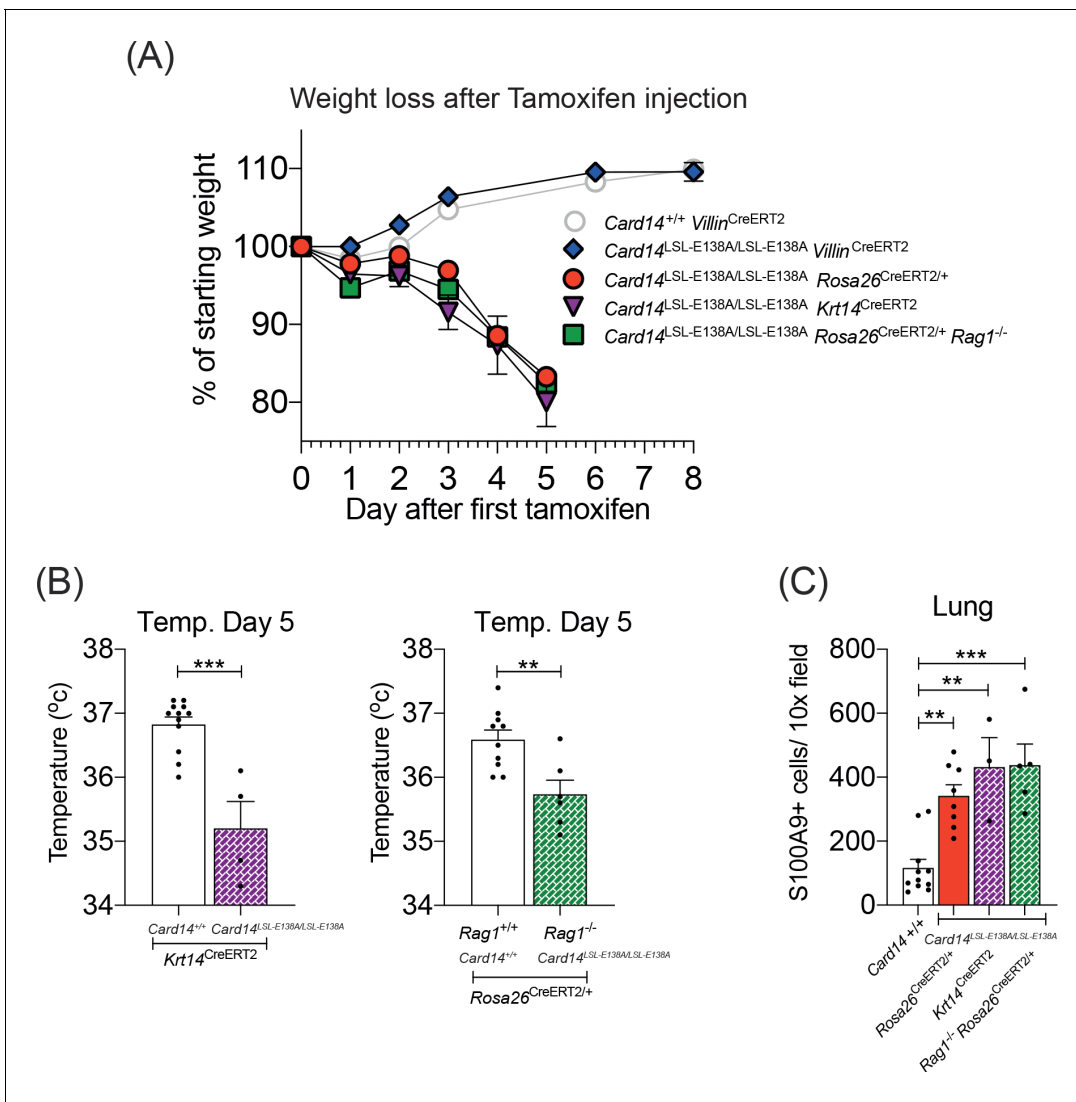 (A)
Weight loss after Tamoxifen injection
% of starting weight
110
100
90
80
0 1 2 3 4 5 6 7 8
Day after first tamoxifen
Card14+/+ VillinCreERT2
Card14LSL-E138A/LSL-E138A VillinCreERT2
Card14LSL-E138A/LSL-E138A Rosa26CreERT2/+
Card14LSL-E138A/LSL-E138A Krt14CreERT2
Card14LSL-E138A/LSL-E138A Rosa26CreERT2/+ Rag1-/-
(B)
Temp. Day 5
Temperature (ºc)
38
37
36
35
34
***
Card14+/+ Card14LSL-E138A/LSL-E138A
Krt14CreERT2
Temp. Day 5
Temperature (ºc)
38
37
36
35
34
**
Rag1+/+ Rag1-/-
Card14+/+ Card14LSL-E138A/LSL-E138A
Rosa26CreERT2/+
(C)
Lung
S100A9+ cells/ 10x field
800
600
400
200
0
***
**
**
Card14+/+
Card14LSL-E138A/LSL-E138A
Rosa26CreERT2/+
Krt14CreERT2
Rag1-/- Rosa26CreERT2/+